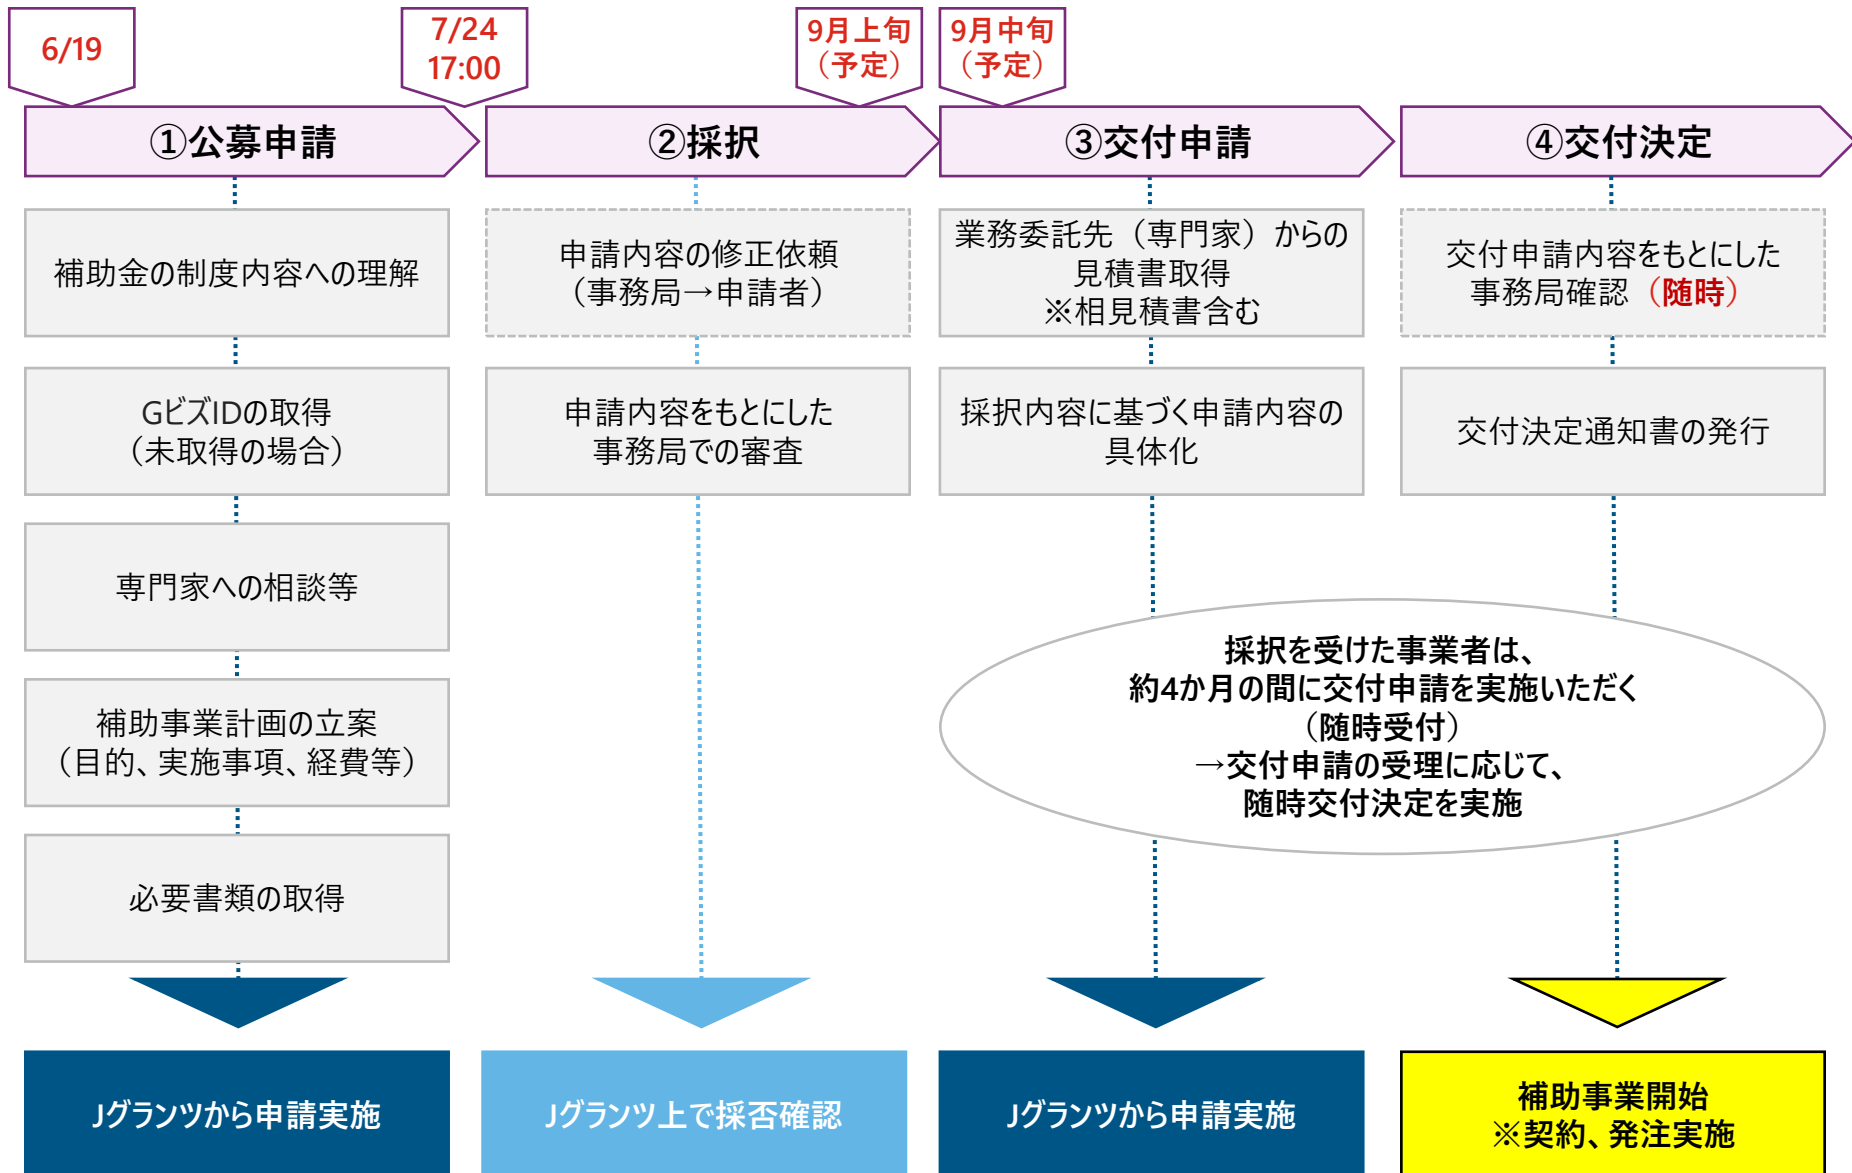 6/19
7/24
17:00
9月上旬
（予定）
9月中旬
（予定）
①公募申請
②採択
③交付申請
④交付決定
補助金の制度内容への理解
GビズIDの取得
（未取得の場合）
専門家への相談等
補助事業計画の立案
（目的、実施事項、経費等）
必要書類の取得
Jグランツから申請実施
申請内容の修正依頼
（事務局→申請者）
申請内容をもとにした
事務局での審査
Jグランツ上で採否確認
業務委託先（専門家）からの
見積書取得
※相見積書含む
採択内容に基づく申請内容の
具体化
交付申請内容をもとにした
事務局確認（随時）
交付決定通知書の発行
採択を受けた事業者は、
約4か月の間に交付申請を実施いただく
（随時受付）
→交付申請の受理に応じて、
随時交付決定を実施
Jグランツから申請実施
補助事業開始
※契約、発注実施